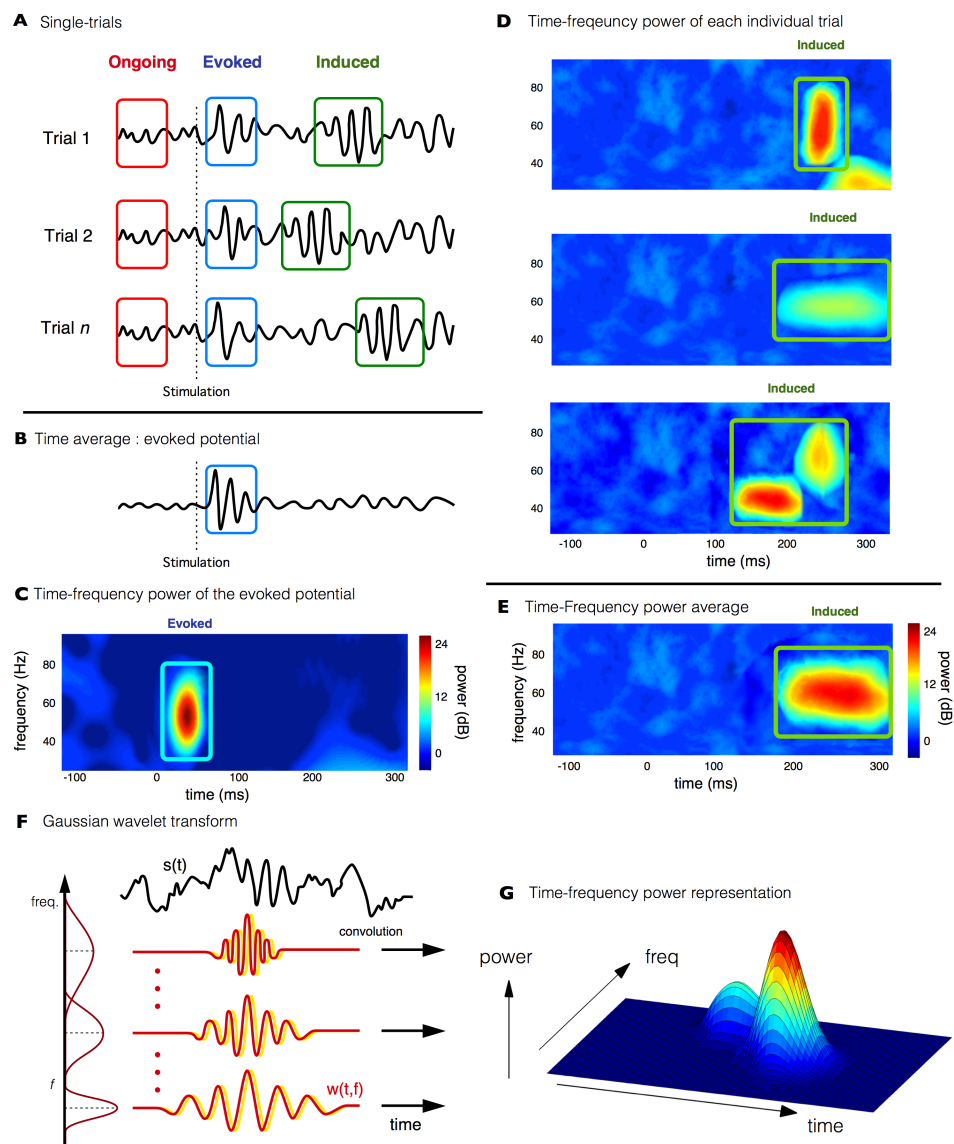 A Single-trials
Ongoing Evoked Induced
Trial 1
Trial 2
Trial n
Stimulation
B Time average : evoked potential
Stimulation
C Time-frequency power of the evoked potential
Evoked
frequency (Hz)
80
60
40
-100 0 100 200 300
time (ms)
24
12
0
power (dB)
D Time-freqeuncy power of each individual trial
Induced
80
60
40
Induced
80
60
40
Induced
80
60
40
-100 0 100 200 300
time (ms)
E Time-Frequency power average
Induced
frequency (Hz)
80
60
40
-100 0 100 200 300
time (ms)
24
12
0
power (dB)
F Gaussian wavelet transform
s(t)
freq.
convolution
f
w(t,f)
time
G Time-frequency power representation
power
freq
time